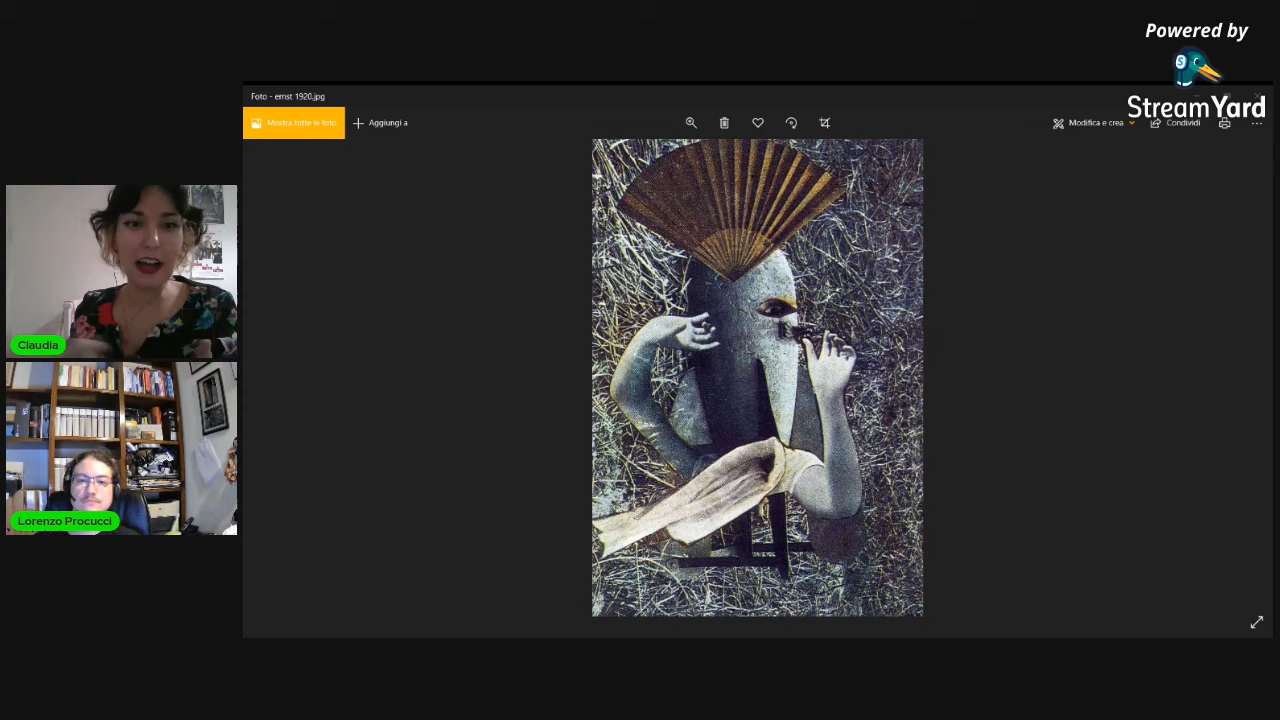 Powered by
StreamYard
Foto - ernst 1920.jpg
Mostra tutte le foto
Aggiungi a
Modifica e crea
Condividi
Claudia
Lorenzo Procucci